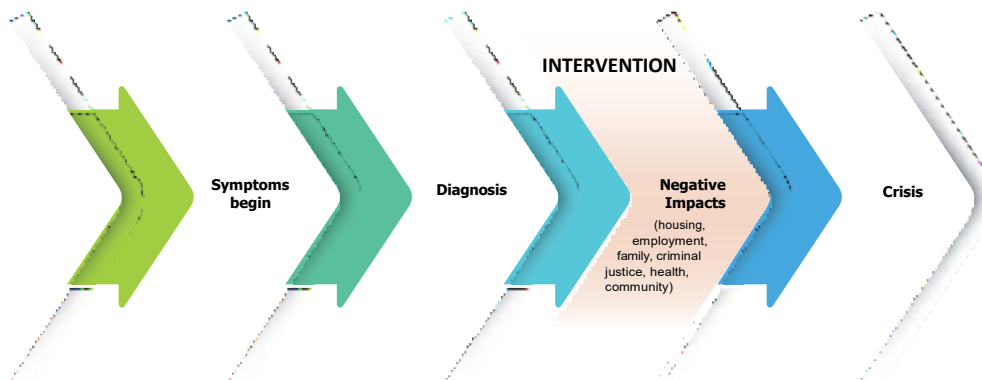 INTERVENTION
Symptoms
begin
Diagnosis
Negative
Impacts
(housing,
employment,
family, criminal
justice, health,
community)
Crisis